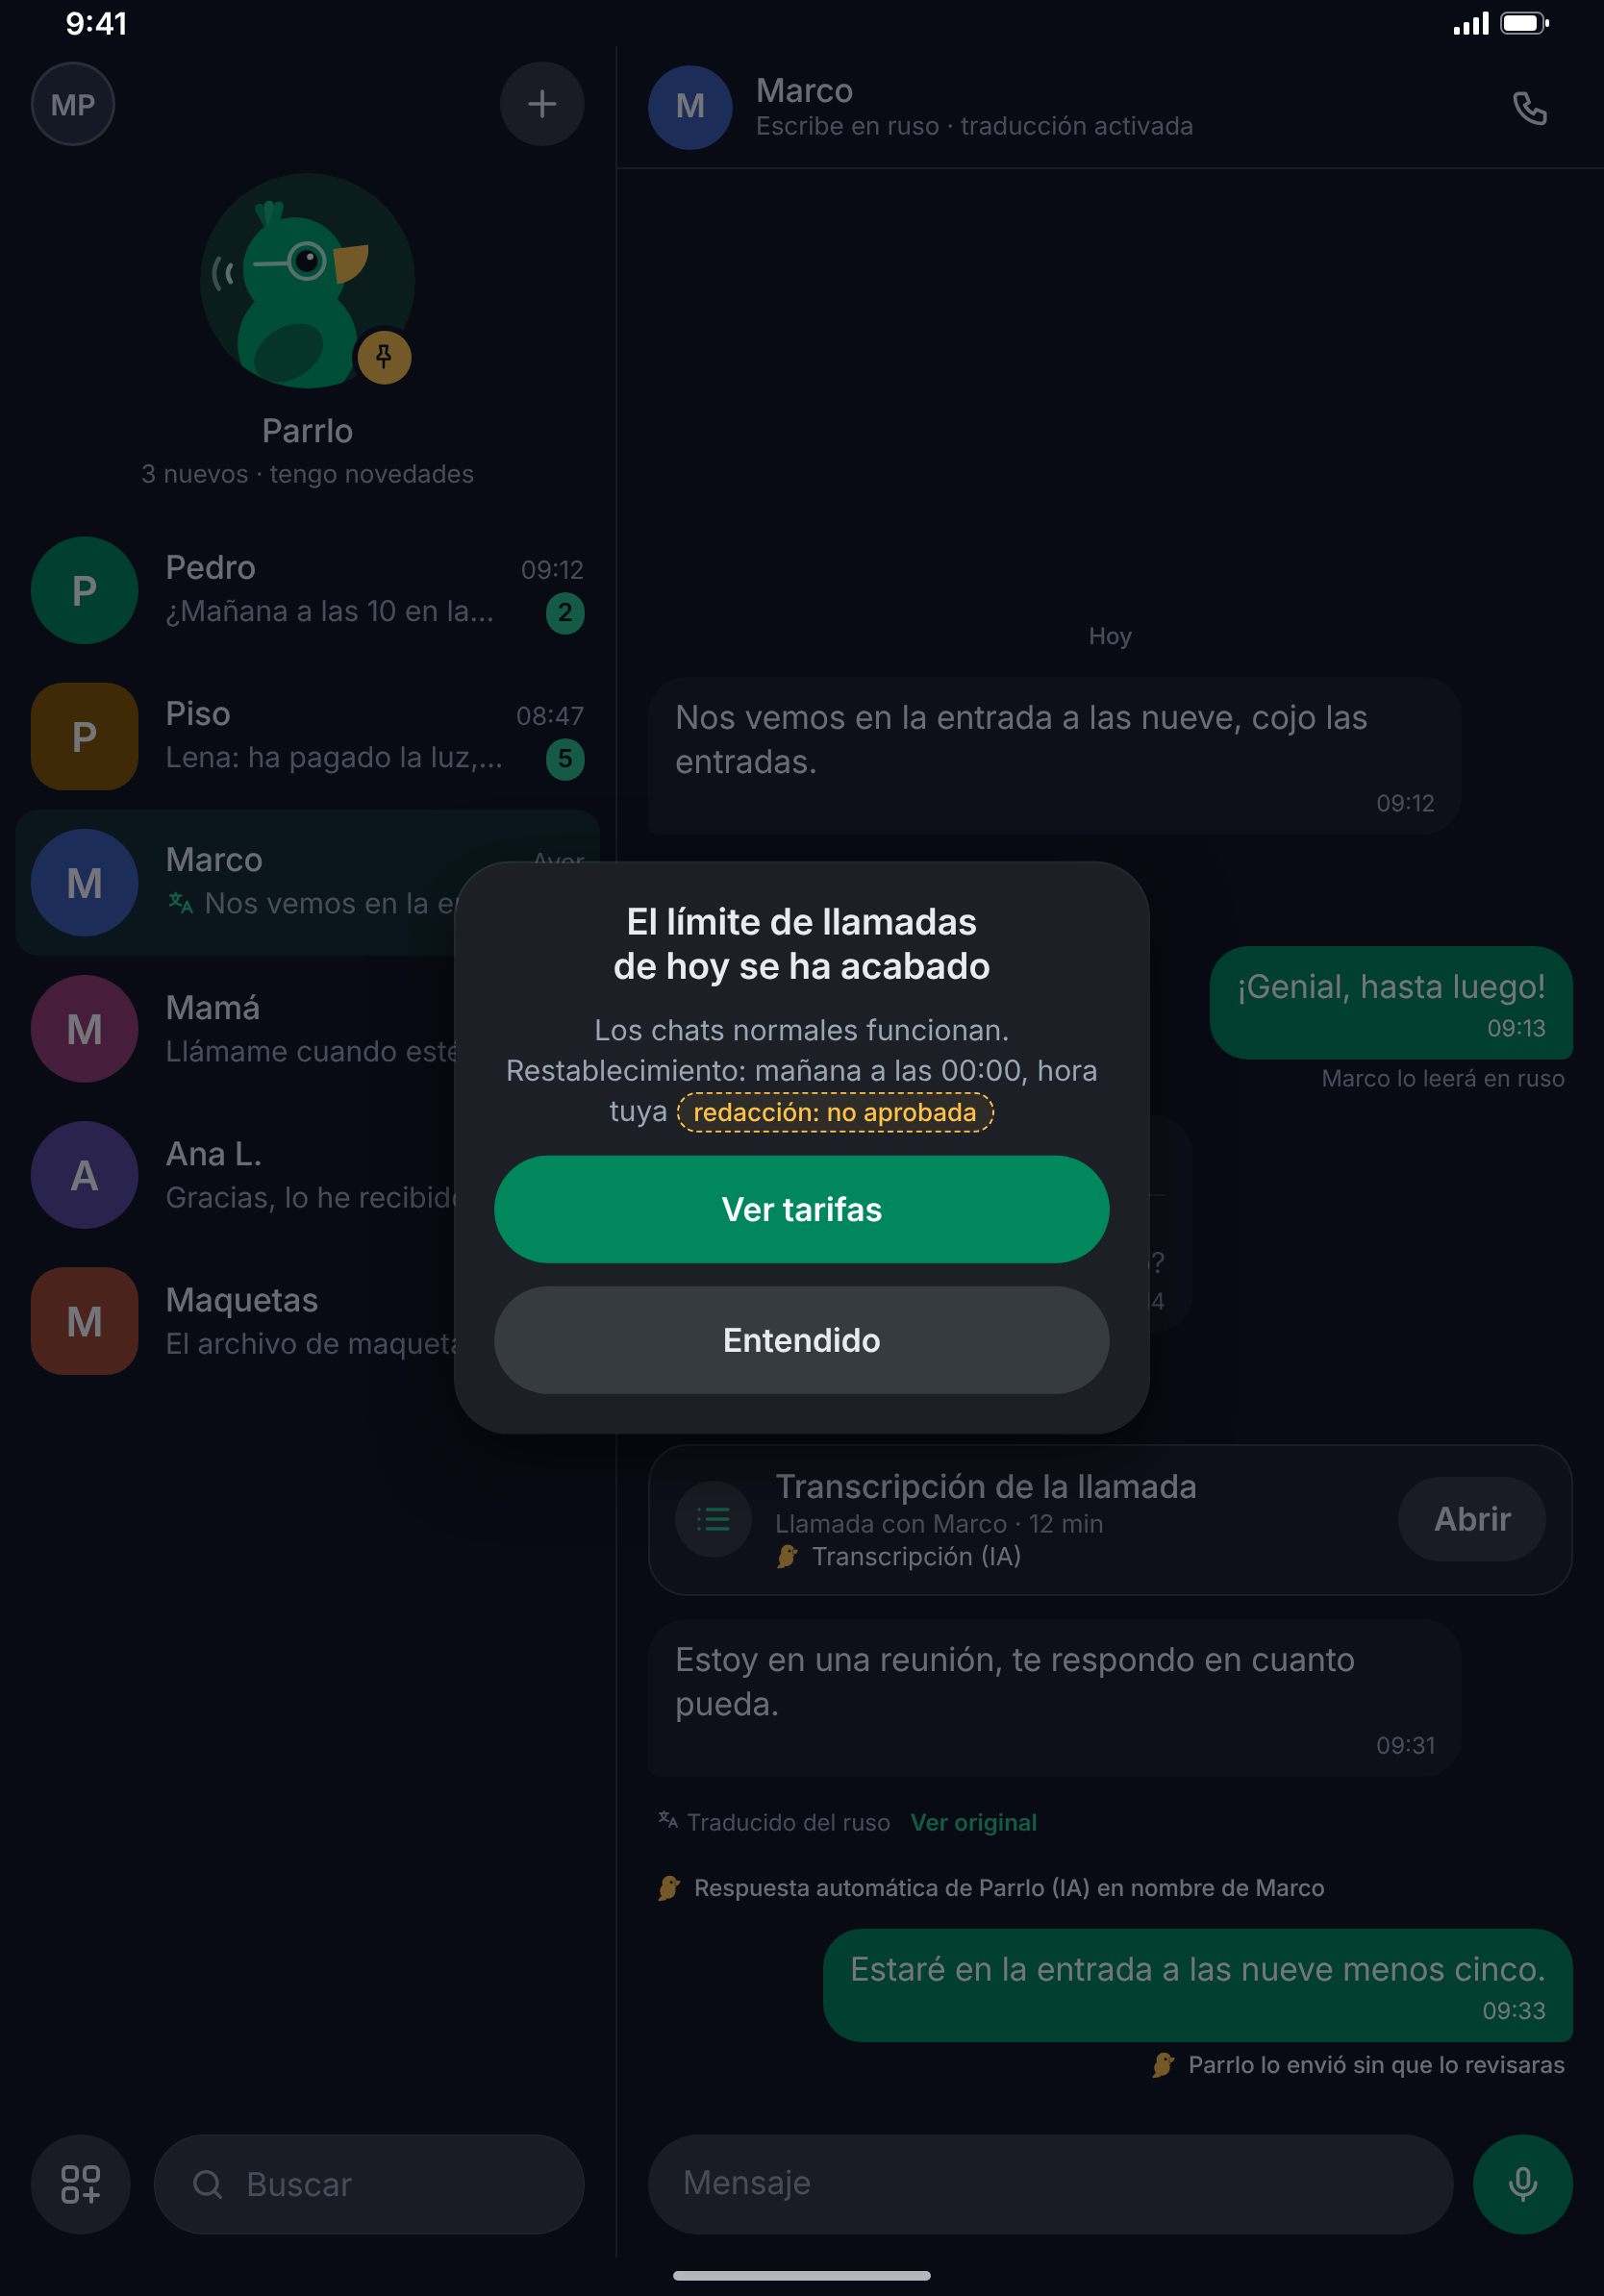 9:41
MP
Parrlo
3 nuevos · tengo novedades
P
Pedro
09:12
¿Mañana a las 10 en la...
2
P
Piso
08:47
Lena: ha pagado la luz,...
5
M
Marco
Ayer
Nos vemos en la e
M
Mamá
Llámame cuando esté
A
Ana L.
Gracias, lo he recibido
M
Maquetas
El archivo de maqueta
Buscar
M
Marco
Escribe en ruso · traducción activada
Hoy
Nos vemos en la entrada a las nueve, cojo las
entradas.
09:12
¡Genial, hasta luego!
09:13
Marco lo leerá en ruso
?
4
El límite de llamadas
de hoy se ha acabado
Los chats normales funcionan.
Restablecimiento: mañana a las 00:00, hora
tuya redacción: no aprobada
Ver tarifas
Entendido
Transcripción de la llamada
Llamada con Marco · 12 min
Transcripción (IA)
Abrir
Estoy en una reunión, te respondo en cuanto
pueda.
09:31
Traducido del ruso Ver original
Respuesta automática de Parrlo (IA) en nombre de Marco
Estaré en la entrada a las nueve menos cinco.
09:33
Parrlo lo envió sin que lo revisaras
Mensaje